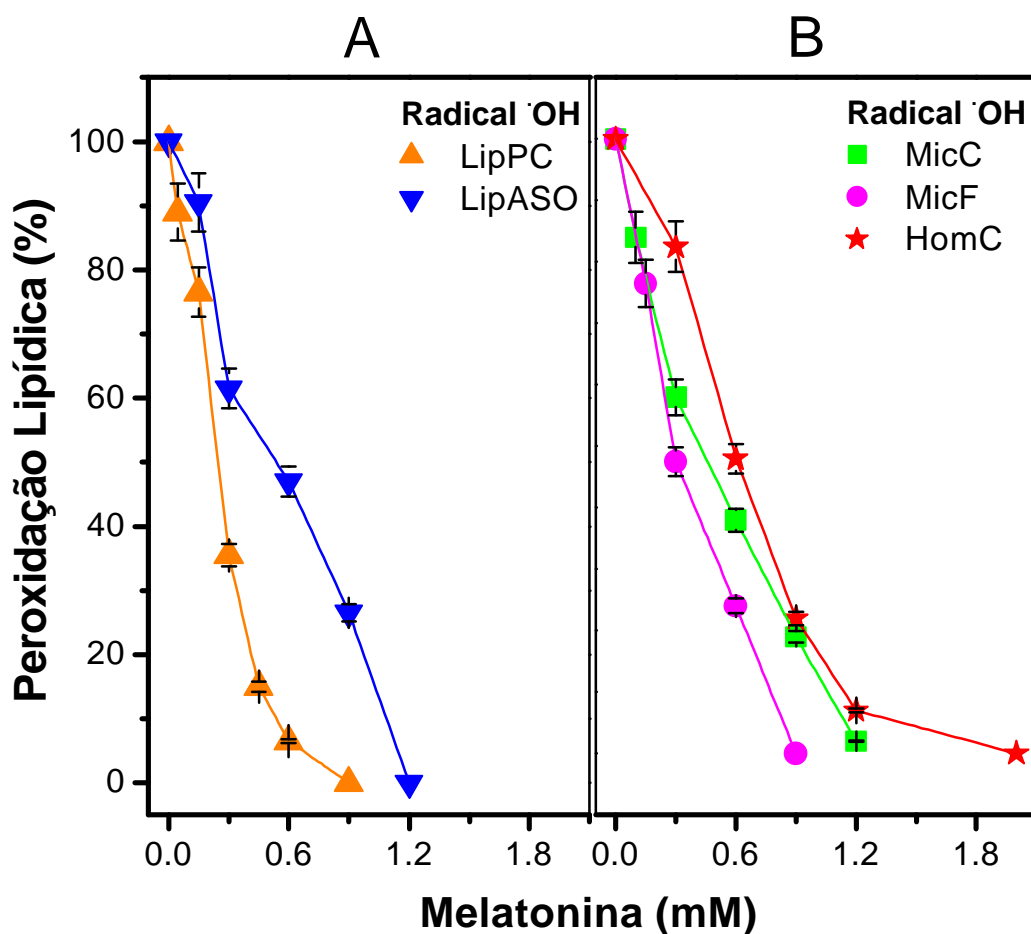 A
B
Peroxidação Lipídica (%)
100
80
60
40
20
0
Radical ·OH
LipPC
LipASO
Radical ·OH
MicC
MicF
HomC
0.0 0.6 1.2 1.8
0.0 0.6 1.2 1.8
Melatonina (mM)